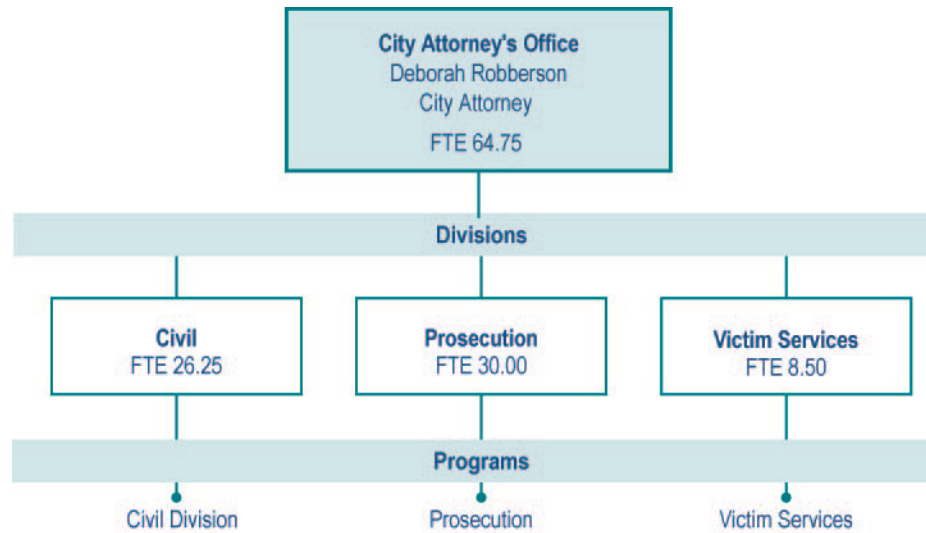 City Attorney's Office
Deborah Robberson
City Attorney
FTE 64.75
Divisions
Civil
FTE 26.25
Prosecution
FTE 30.00
Victim Services
FTE 8.50
Programs
Civil Division
Prosecution
Victim Services